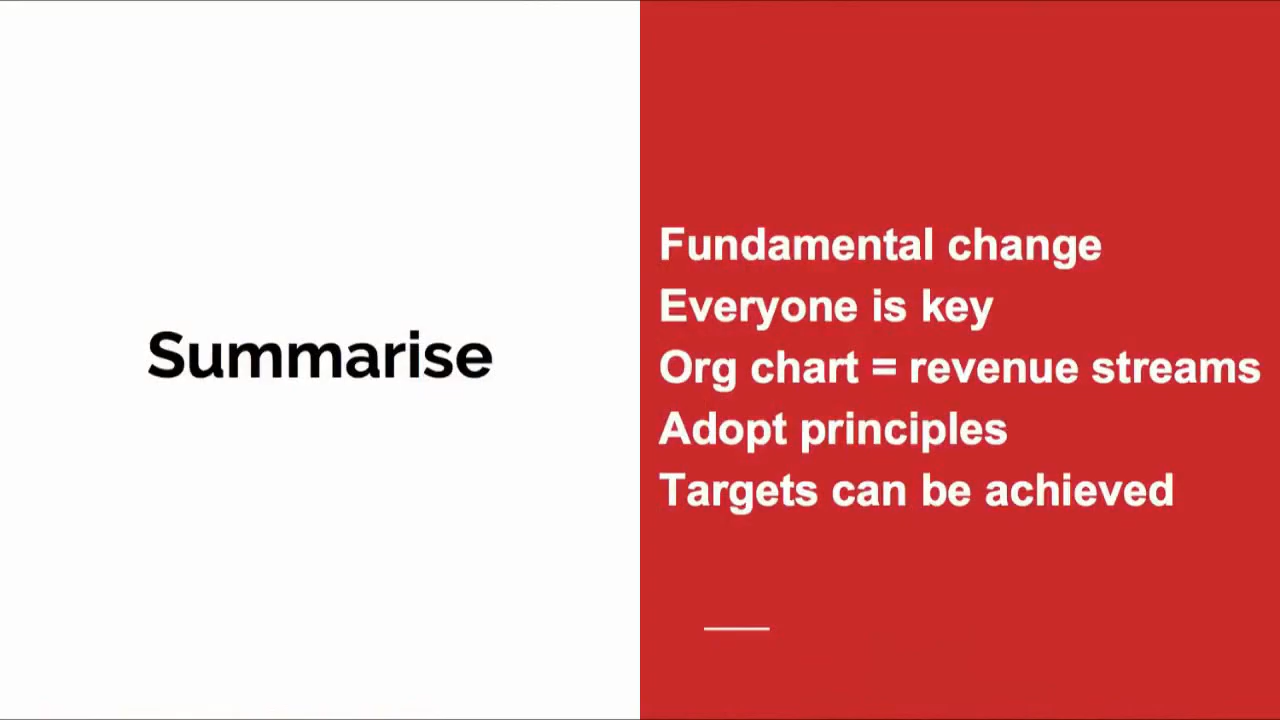 Summarise
Fundamental change
Everyone is key
Org chart = revenue streams
Adopt principles
Targets can be achieved